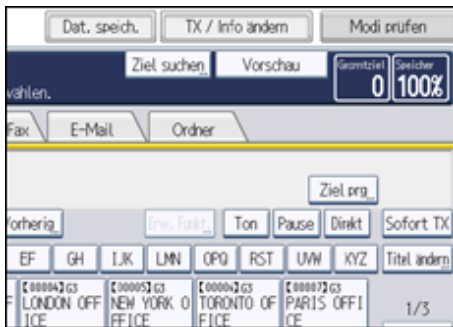 Dat. speich. TX / Info ändern Modi prüfen
Ziel suchen Vorschau Gesamtziel Speicher
wählen. 0 100%
Fax E-Mail Ordner
Ziel prg.
Vorherig. Erw. Funkt. Ton Pause Direkt Sofort TX
EF GH IJK LMN OPQ RST UVW XYZ Titel ändern
[00004]G3 [00005]G3 [00006]G3 [00007]G3
LONDON OFF NEW YORK O TORONTO OF PARIS OFFI 1/3
ICE FFICE FICE CE